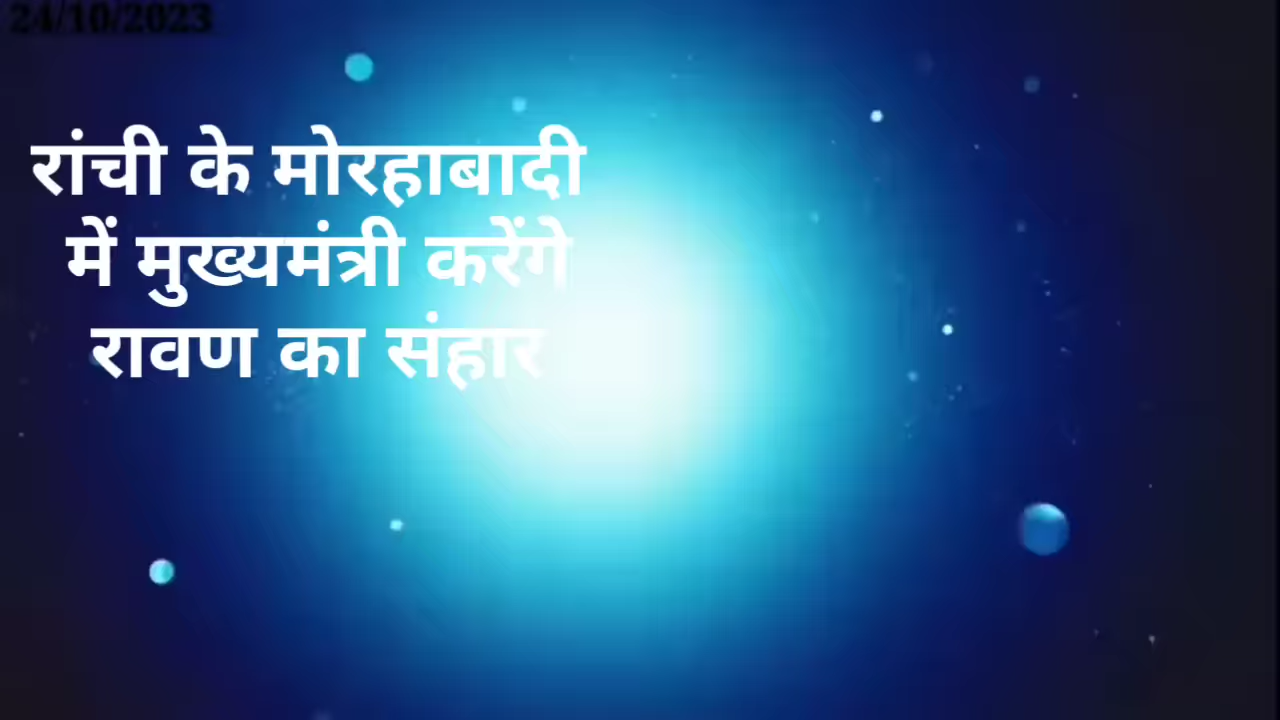 24/10/2023
रांची के मोरहाबादी
में मुख्यमंत्री करेंगे
रावण का संहार